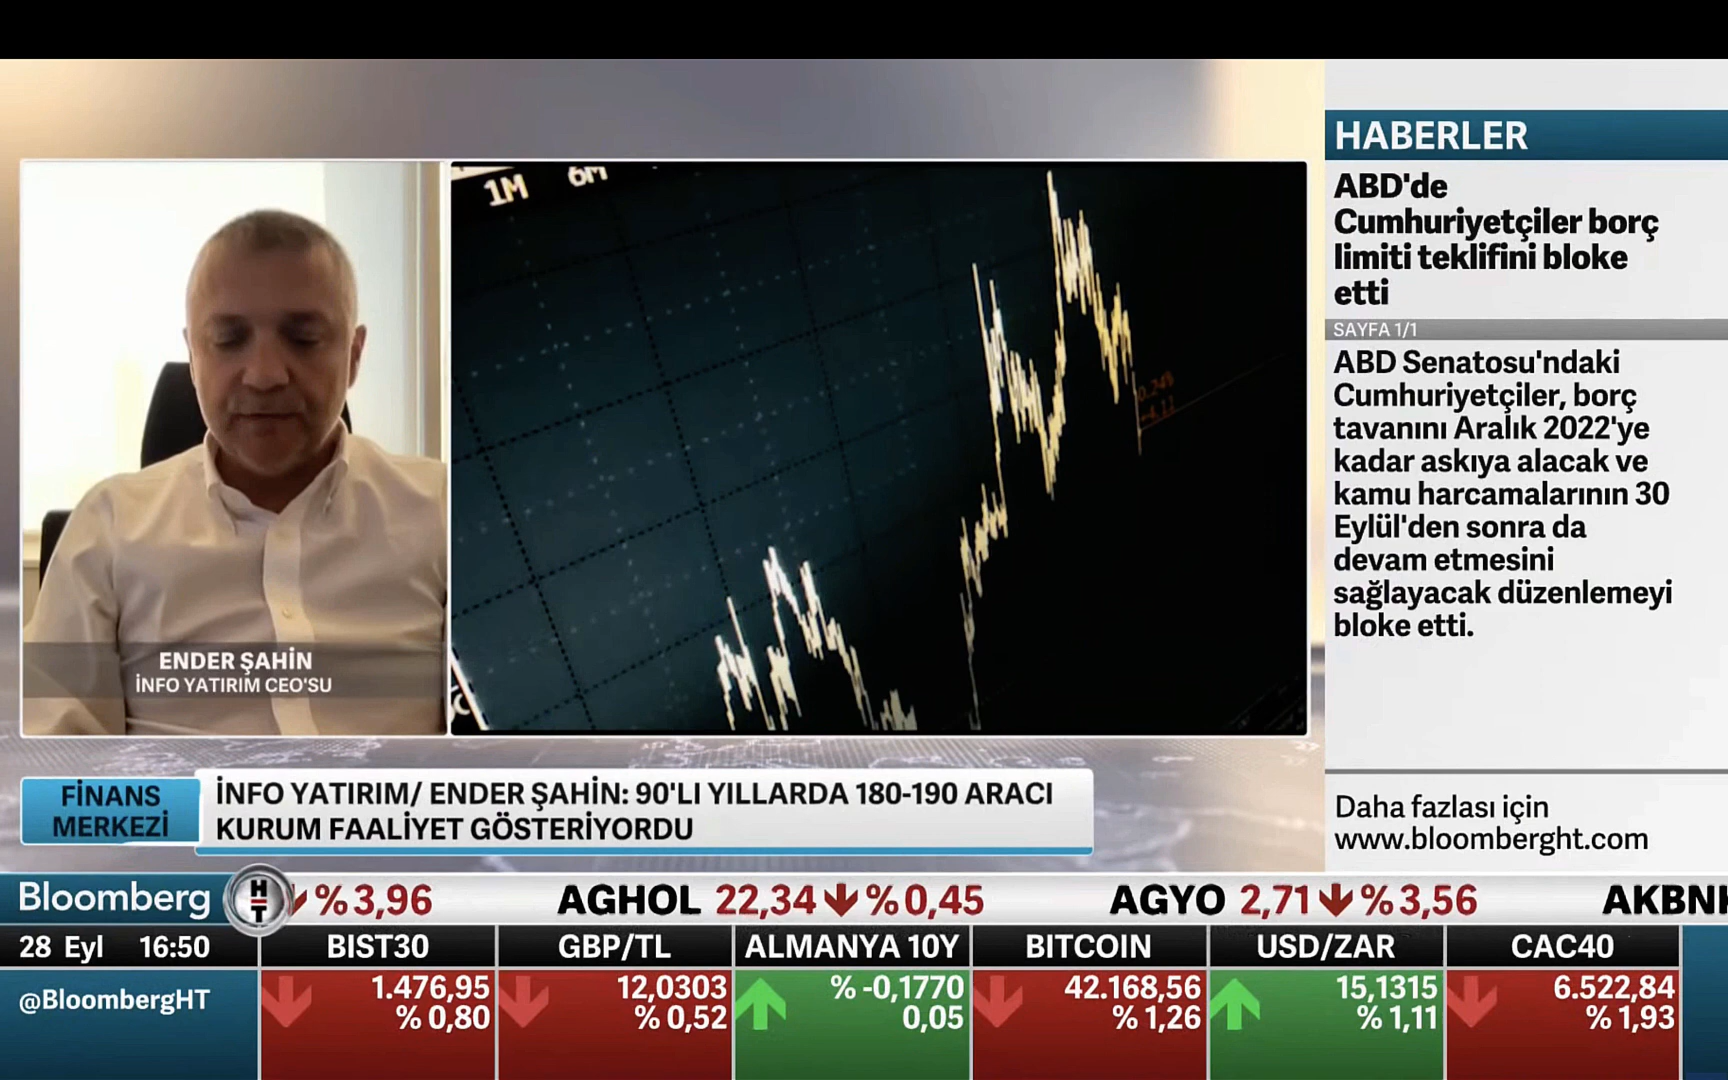 1M 6M
0.243
ENDER ŞAHİN
İNFO YATIRIM CEO'SU
FİNANS
MERKEZİ
İNFO YATIRIM/ ENDER ŞAHİN: 90'LI YILLARDA 180-190 ARACI
KURUM FAALİYET GÖSTERİYORDU
HABERLER
ABD'de
Cumhuriyetçiler borç
limiti teklifini bloke
etti
SAYFA 1/1
ABD Senatosu'ndaki
Cumhuriyetçiler, borç
tavanını Aralık 2022'ye
kadar askıya alacak ve
kamu harcamalarının 30
Eylül'den sonra da
devam etmesini
sağlayacak düzenlemeyi
bloke etti.
Daha fazlası için
www.bloomberght.com
Bloomberg HT %3,96 AGHOL 22,34 %0,45 AGYO 2,71 %3,56 AKBN
28 Eyl 16:50 BIST30 GBP/TL ALMANYA 10Y BITCOIN USD/ZAR CAC40
@BloombergHT 1.476,95 12,0303 % -0,1770 42.168,56 15,1315 6.522,84
% 0,80 % 0,52 0,05 % 1,26 % 1,11 % 1,93